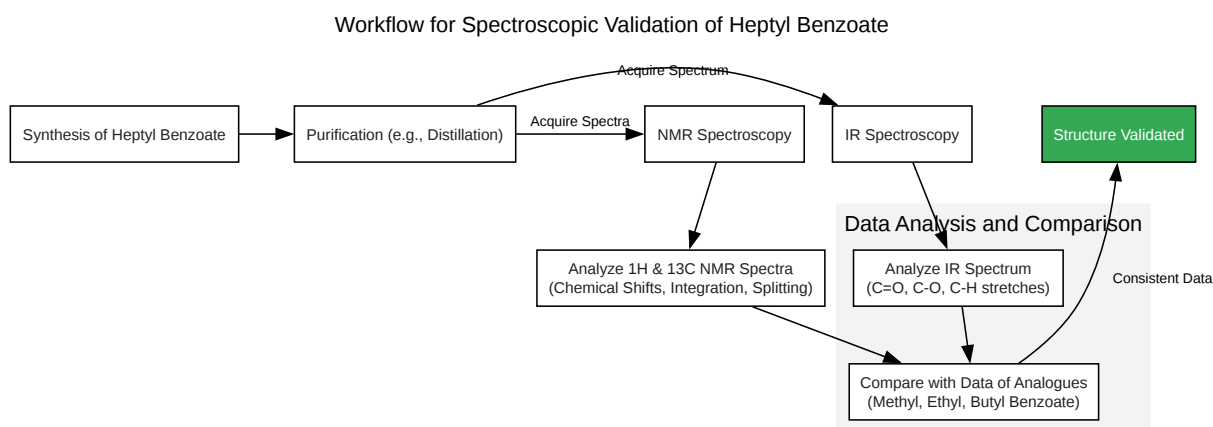 Workflow for Spectroscopic Validation of Heptyl Benzoate
Acquire Spectrum
Synthesis of Heptyl Benzoate
Purification (e.g., Distillation)
Acquire Spectra
NMR Spectroscopy
IR Spectroscopy
Structure Validated
Data Analysis and Comparison
Analyze 1H & 13C NMR Spectra
(Chemical Shifts, Integration, Splitting)
Analyze IR Spectrum
(C=O, C-O, C-H stretches)
Consistent Data
Compare with Data of Analogues
(Methyl, Ethyl, Butyl Benzoate)